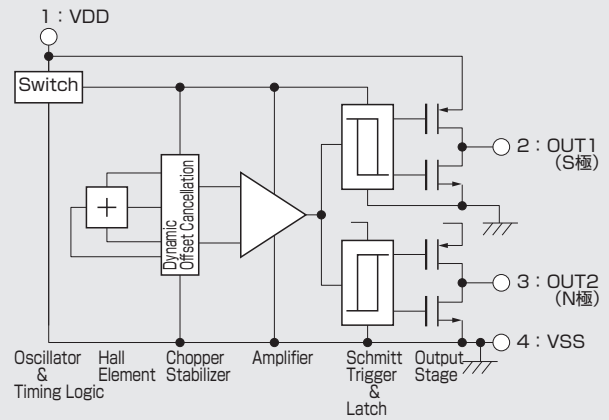 1：VDD
Switch
Dynamic
Offset Cancellation
2：OUT1
(S極)
3：OUT2
(N極)
4：VSS
Oscillator
&
Timing Logic
Hall
Element
Chopper
Stabilizer
Amplifier
Schmitt
Trigger
&
Latch
Output
Stage